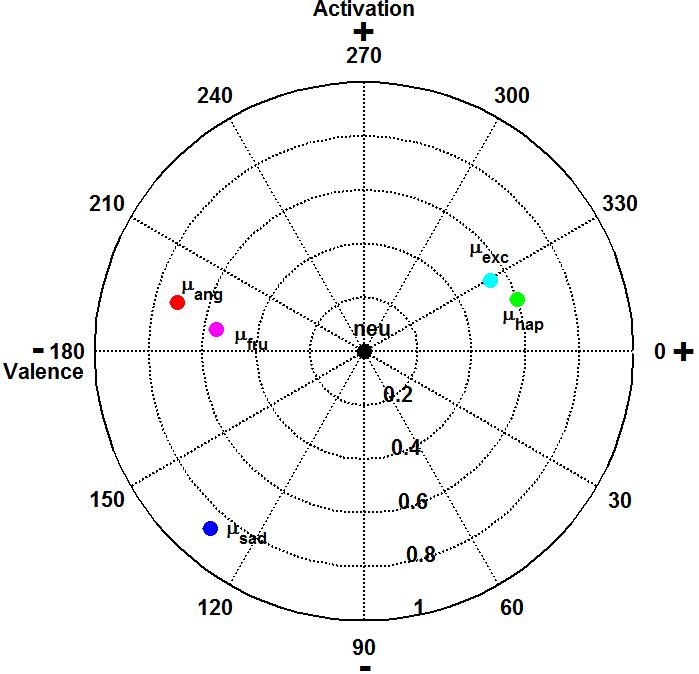 Activation
+
270
240
300
210
330
μexc
μang
μhap
neu
μfru
- 180
0 +
Valence
0.2
0.4
150
30
0.6
μsad
0.8
120
1
60
90
-